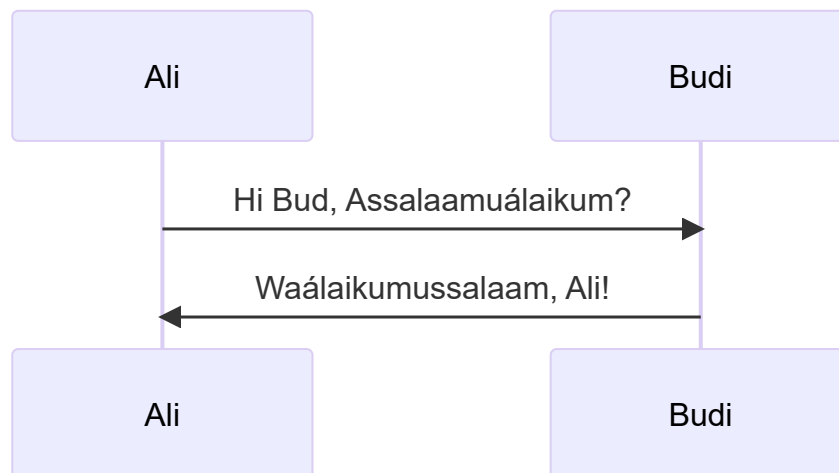 Ali
Budi
Hi Bud, Assalaamuálaikum?
Waálaikumussalaam, Ali!
Ali
Budi